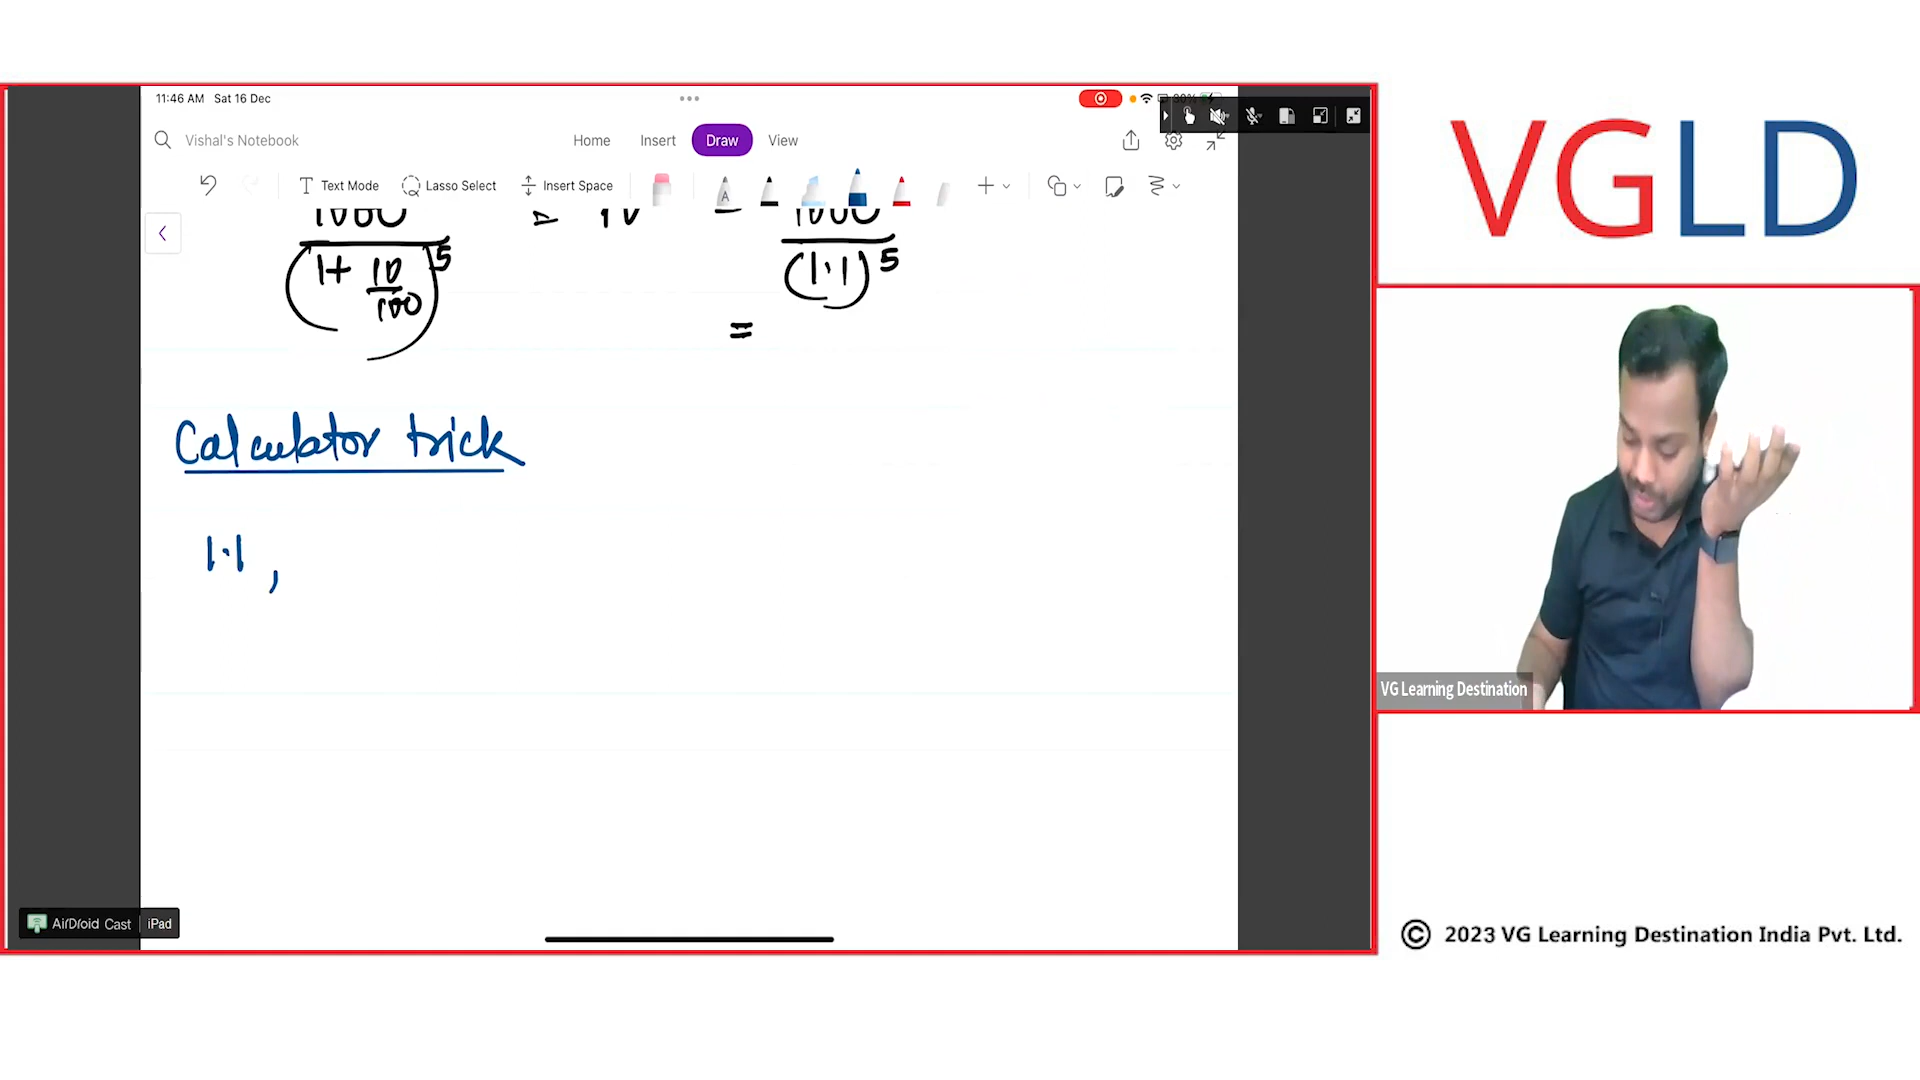 11:46 AM Sat 16 Dec
VGLD
Vishal's Notebook
Home Insert Draw View
Text Mode Lasso Select Insert Space
1000 = PV = 1000
(1+ 10/100)^5 (1.1)^5
=
Calculator trick
1.1 ,
VG Learning Destination
AirDroid Cast iPad
© 2023 VG Learning Destination India Pvt. Ltd.